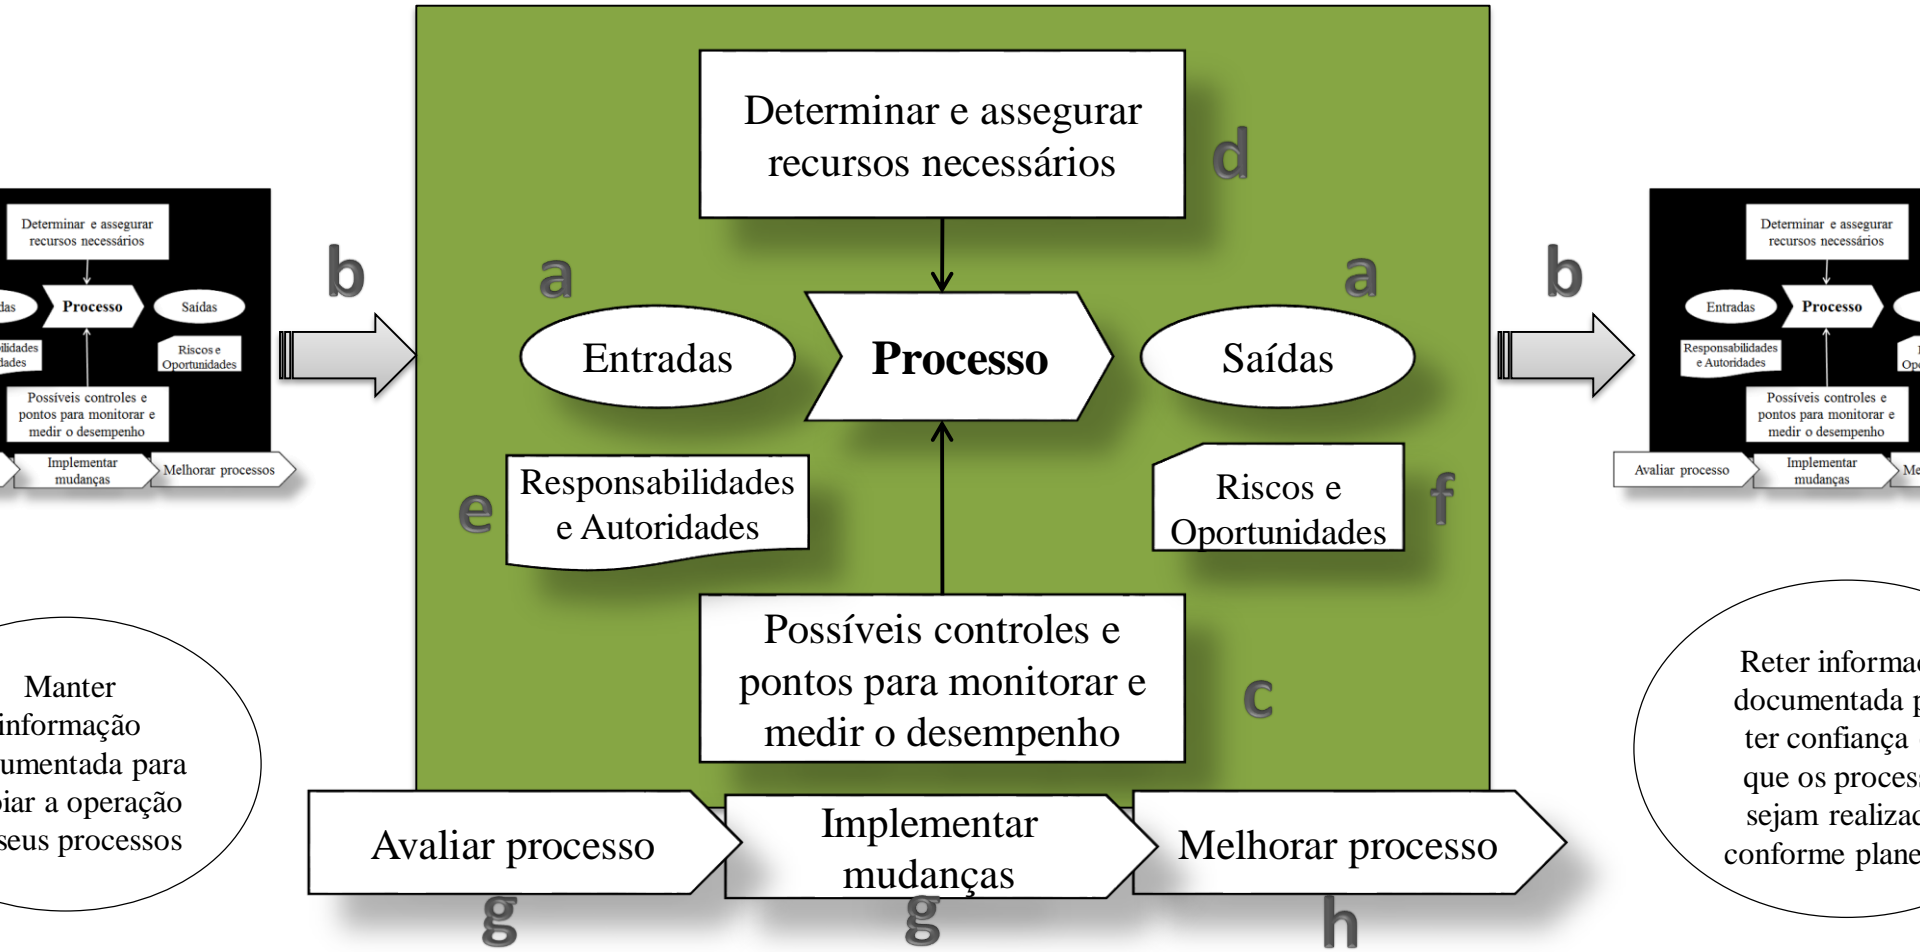 Determinar e assegurar
recursos necessários
d
b
a
a
b
Entradas
Processo
Saídas
Responsabilidades
e Autoridades
e
Riscos e
Oportunidades
f
Possíveis controles e
pontos para monitorar e
medir o desempenho
c
Avaliar processo
Implementar
mudanças
Melhorar processo
g
g
h
Determinar e assegurar
recursos necessários
Processo
Saídas
Riscos e
Oportunidades
Possíveis controles e
pontos para monitorar e
medir o desempenho
Implementar
mudanças
Melhorar processos
Manter
informação
para
a operação
seus processos
Determinar e assegurar
recursos necessários
Entradas
Processo
Responsabilidades
e Autoridades
Possíveis controles e
pontos para monitorar e
medir o desempenho
Avaliar processo
Implementar
mudanças
Reter
documentada
ter confiança
que os
sejam
conforme